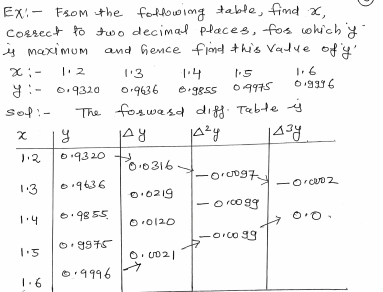 Ex:- From the following table, find x,
correct to two decimal places, for which 'y'
is maximum and hence find this value of 'y'
x :- 1.2 1.3 1.4 1.5 1.6
y :- 0.9320 0.9636 0.9855 0.9975 0.9996
sol:- The forward diff. Table is
x y Δy Δ²y Δ³y
1.2 0.9320
0.0316
-0.0097
1.3 0.9636 -0.0002
0.0219
-0.0099
1.4 0.9855 0.0120 0.0.
-0.0099
1.5 0.9975
0.0021
1.6 0.9996